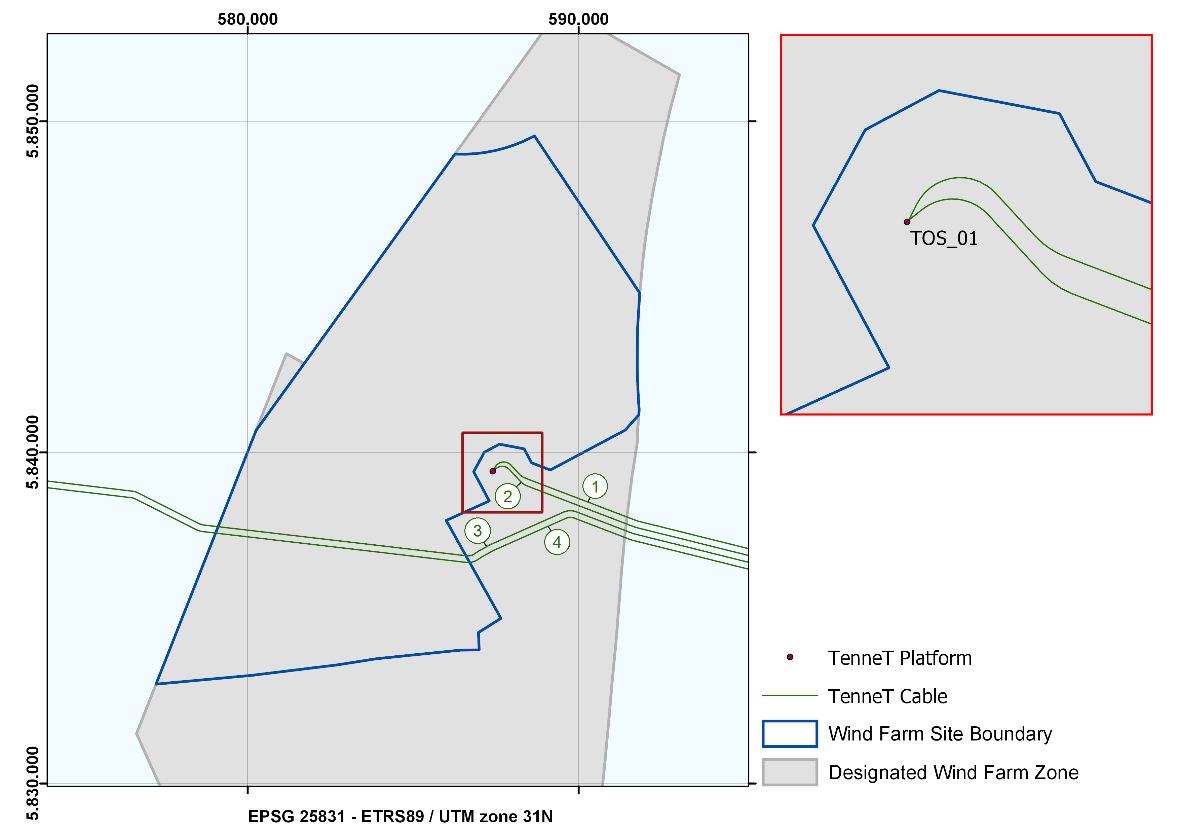 580.000
590.000
5.850.000
5.840.000
5.830.000
TOS_01
1
2
3
4
TenneT Platform
TenneT Cable
Wind Farm Site Boundary
Designated Wind Farm Zone
EPSG 25831 - ETRS89 / UTM zone 31N